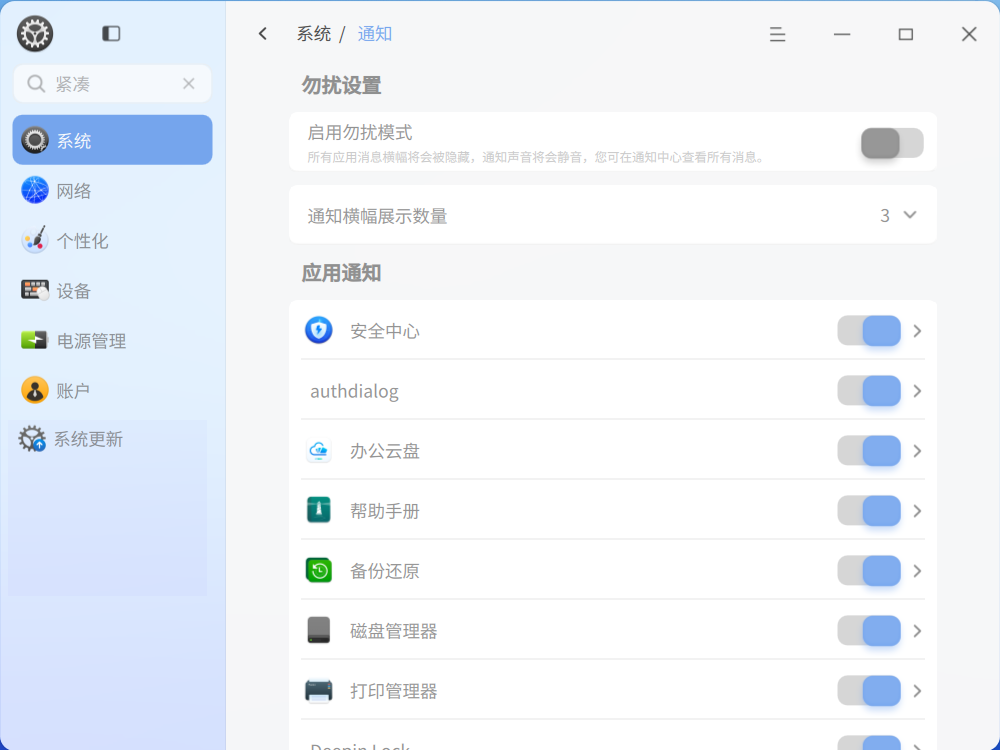 系统 / 通知
紧凑
系统
网络
个性化
设备
电源管理
账户
系统更新
勿扰设置
启用勿扰模式
所有应用消息横幅将会被隐藏，通知声音将会静音，您可在通知中心查看所有消息。
通知横幅展示数量 3
应用通知
安全中心
authdialog
办公云盘
帮助手册
备份还原
磁盘管理器
打印管理器
Deepin Lock